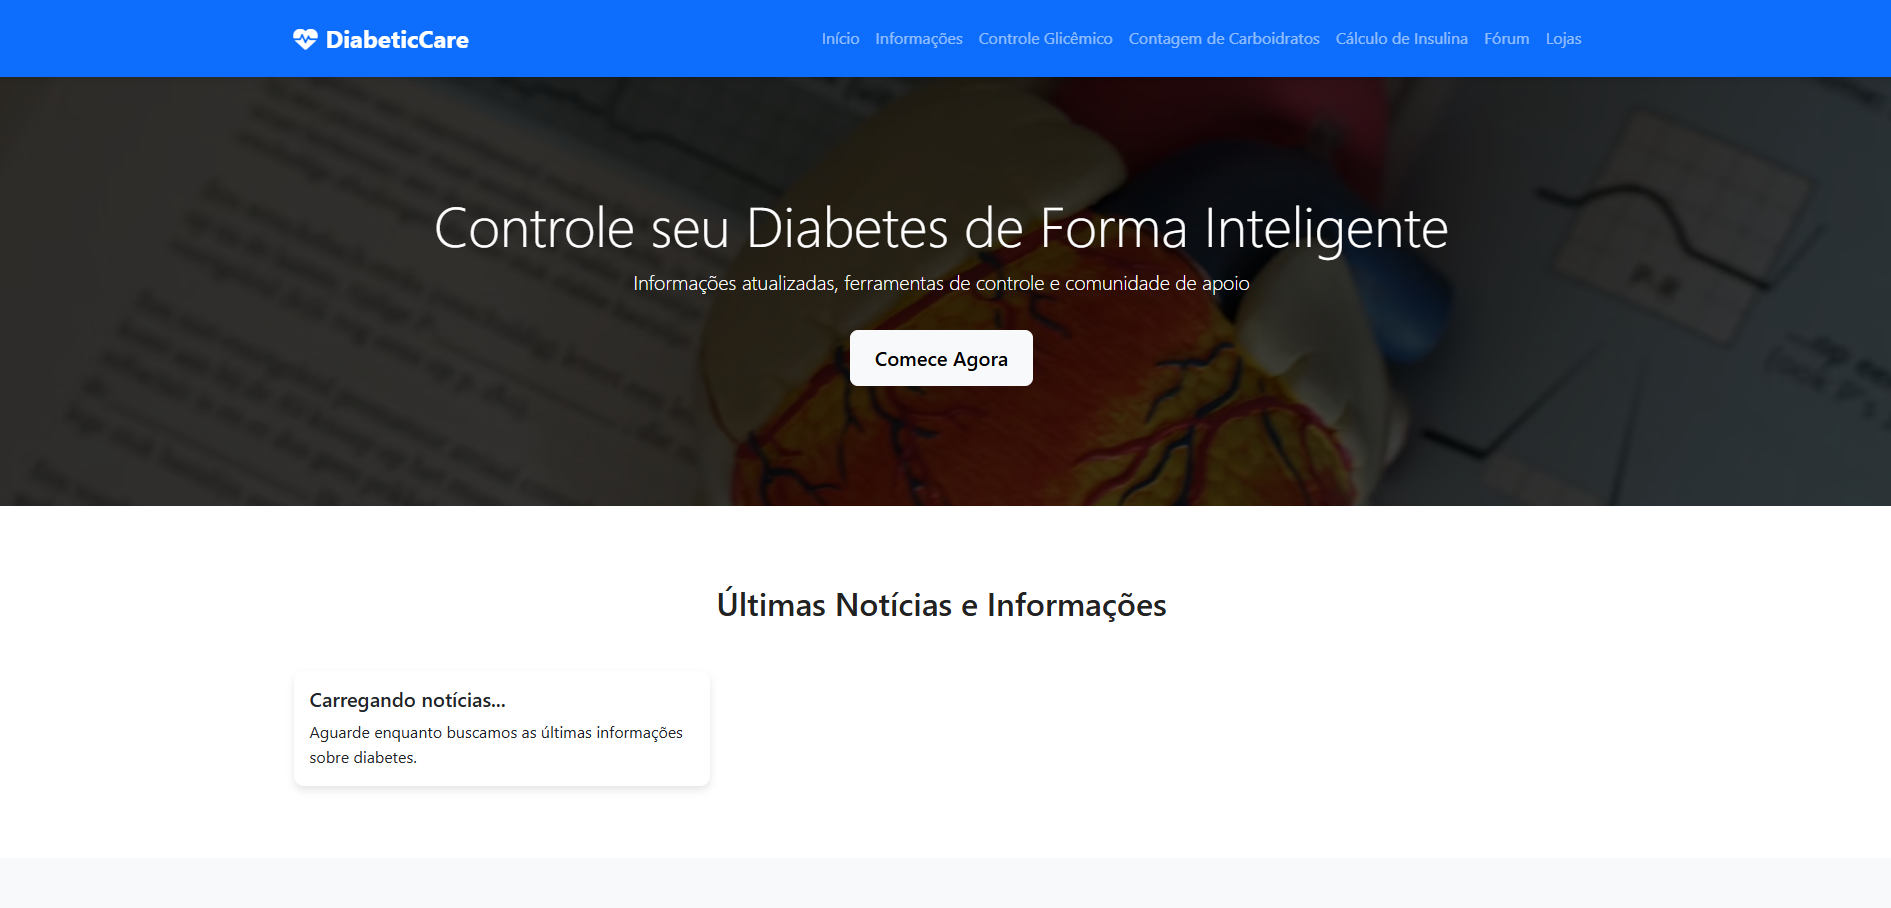 DiabeticCare
Início Informações Controle Glicêmico Contagem de Carboidratos Cálculo de Insulina Fórum Lojas
Controle seu Diabetes de Forma Inteligente
Informações atualizadas, ferramentas de controle e comunidade de apoio
Comece Agora
Últimas Notícias e Informações
Carregando notícias...
Aguarde enquanto buscamos as últimas informações
sobre diabetes.